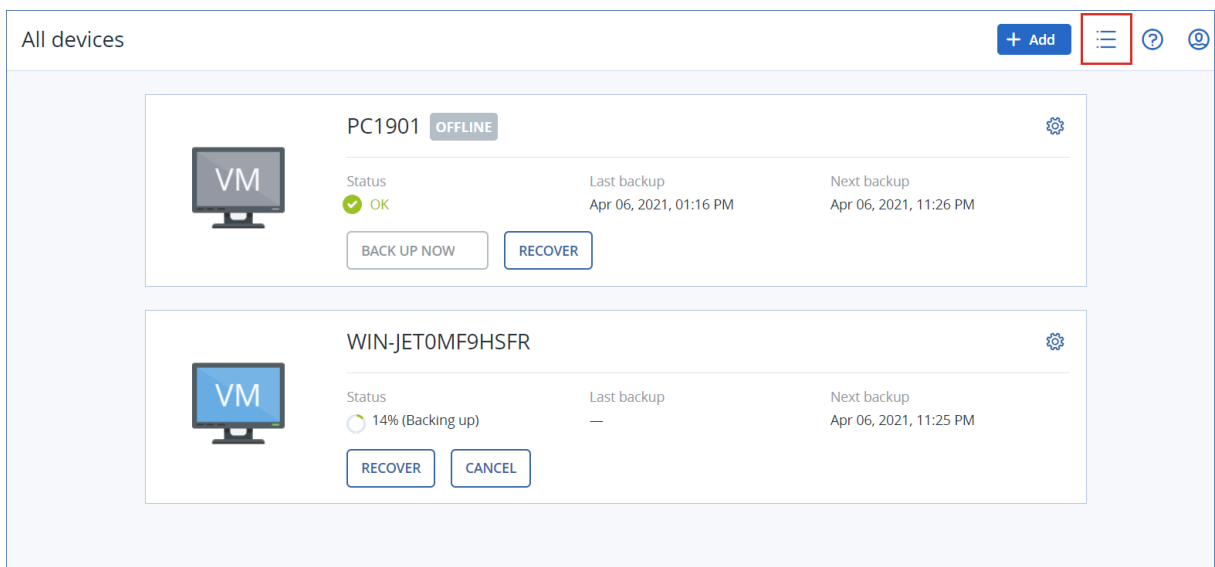 All devices
+ Add
PC1901 OFFLINE
VM
Status Last backup Next backup
OK Apr 06, 2021, 01:16 PM Apr 06, 2021, 11:26 PM
BACK UP NOW RECOVER
WIN-JET0MF9HSFR
VM
Status Last backup Next backup
14% (Backing up) — Apr 06, 2021, 11:25 PM
RECOVER CANCEL